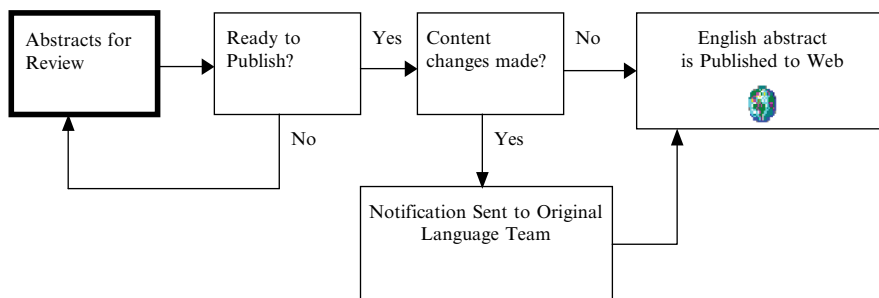 Abstracts for
Review
Ready to
Publish?
Yes
Content
changes made?
No
English abstract
is Published to Web
No
Yes
Notification Sent to Original
Language Team